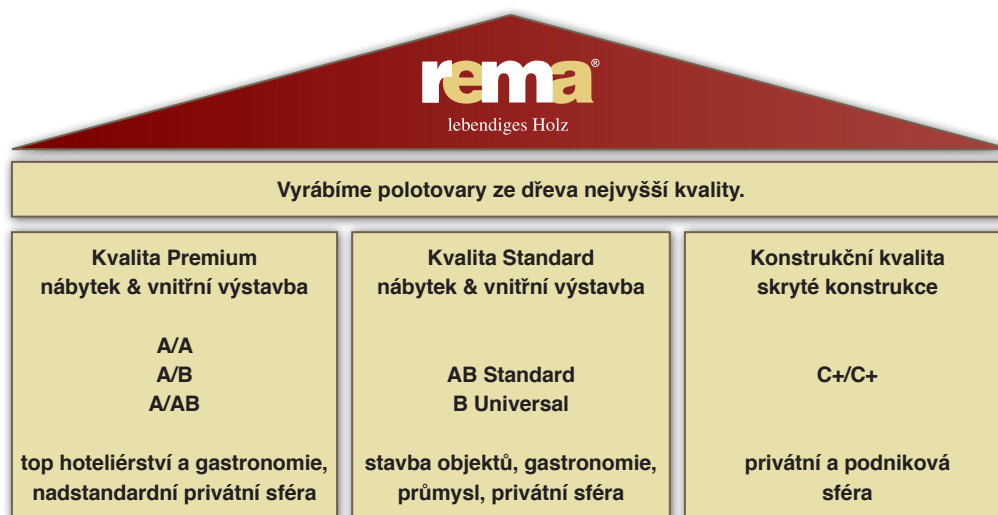 rema®
lebendiges Holz
Vyrábíme polotovary ze dřeva nejvyšší kvality.
Kvalita Premium
nábytek & vnitřní výstavba
A/A
A/B
A/AB
top hoteliérství a gastronomie,
nadstandardní privátní sféra
Kvalita Standard
nábytek & vnitřní výstavba
AB Standard
B Universal
stavba objektů, gastronomie,
průmysl, privátní sféra
Konstrukční kvalita
skryté konstrukce
C+/C+
privátní a podniková
sféra